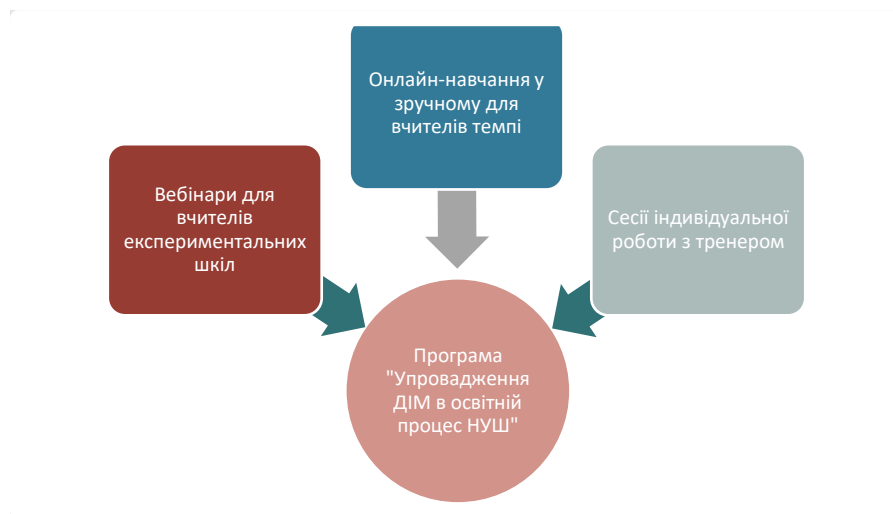 Онлайн-навчання у
зручному для
вчителів темпі
Вебінари для
вчителів
експериментальних
шкіл
Сесії індивідуальної
роботи з тренером
Програма
"Упровадження
ДІМ в освітній
процес НУШ"